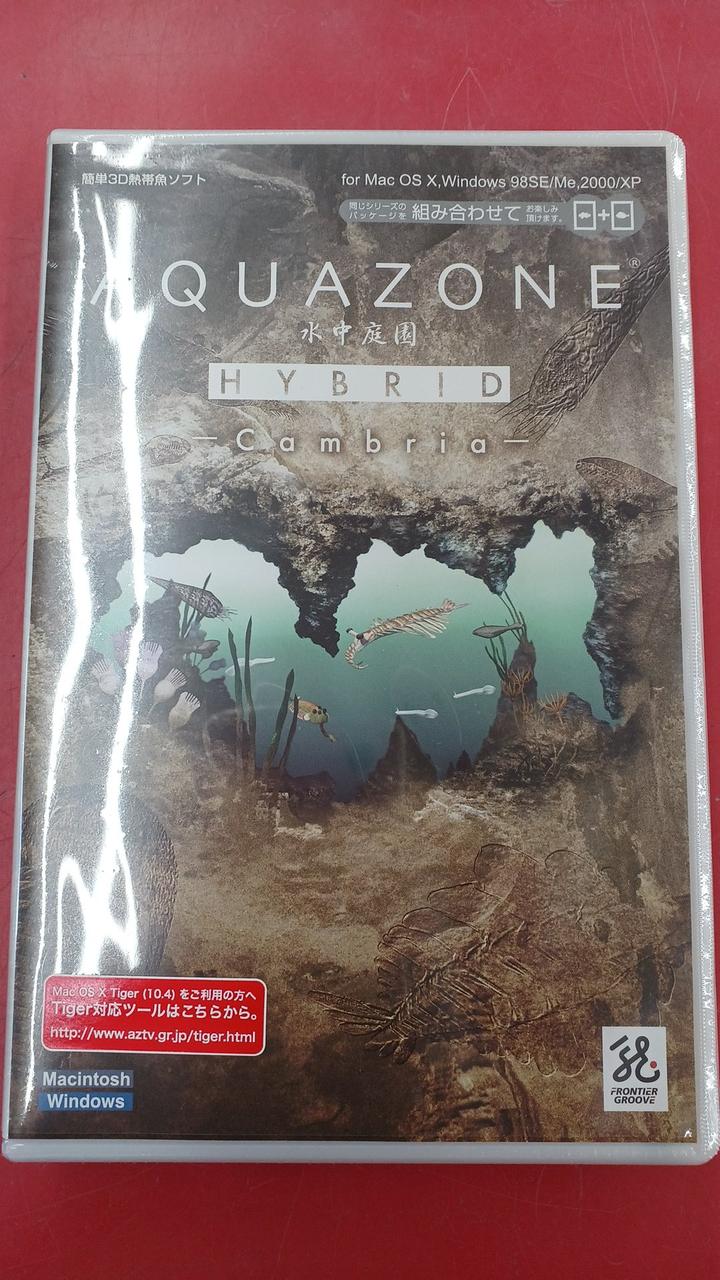 簡単3D熱帯魚ソフト
for Mac OS X,Windows 98SE/Me,2000/XP
同じシリーズの
パッケージを 組み合わせて お楽しみ
頂けます。
AQUAZONE®
水中庭園
HYBRID
—Cambria—
Mac OS X Tiger (10.4) をご利用の方へ
Tiger対応ツールはこちらから。
http://www.aztv.gr.jp/tiger.html
Macintosh
Windows
FRONTIER
GROOVE